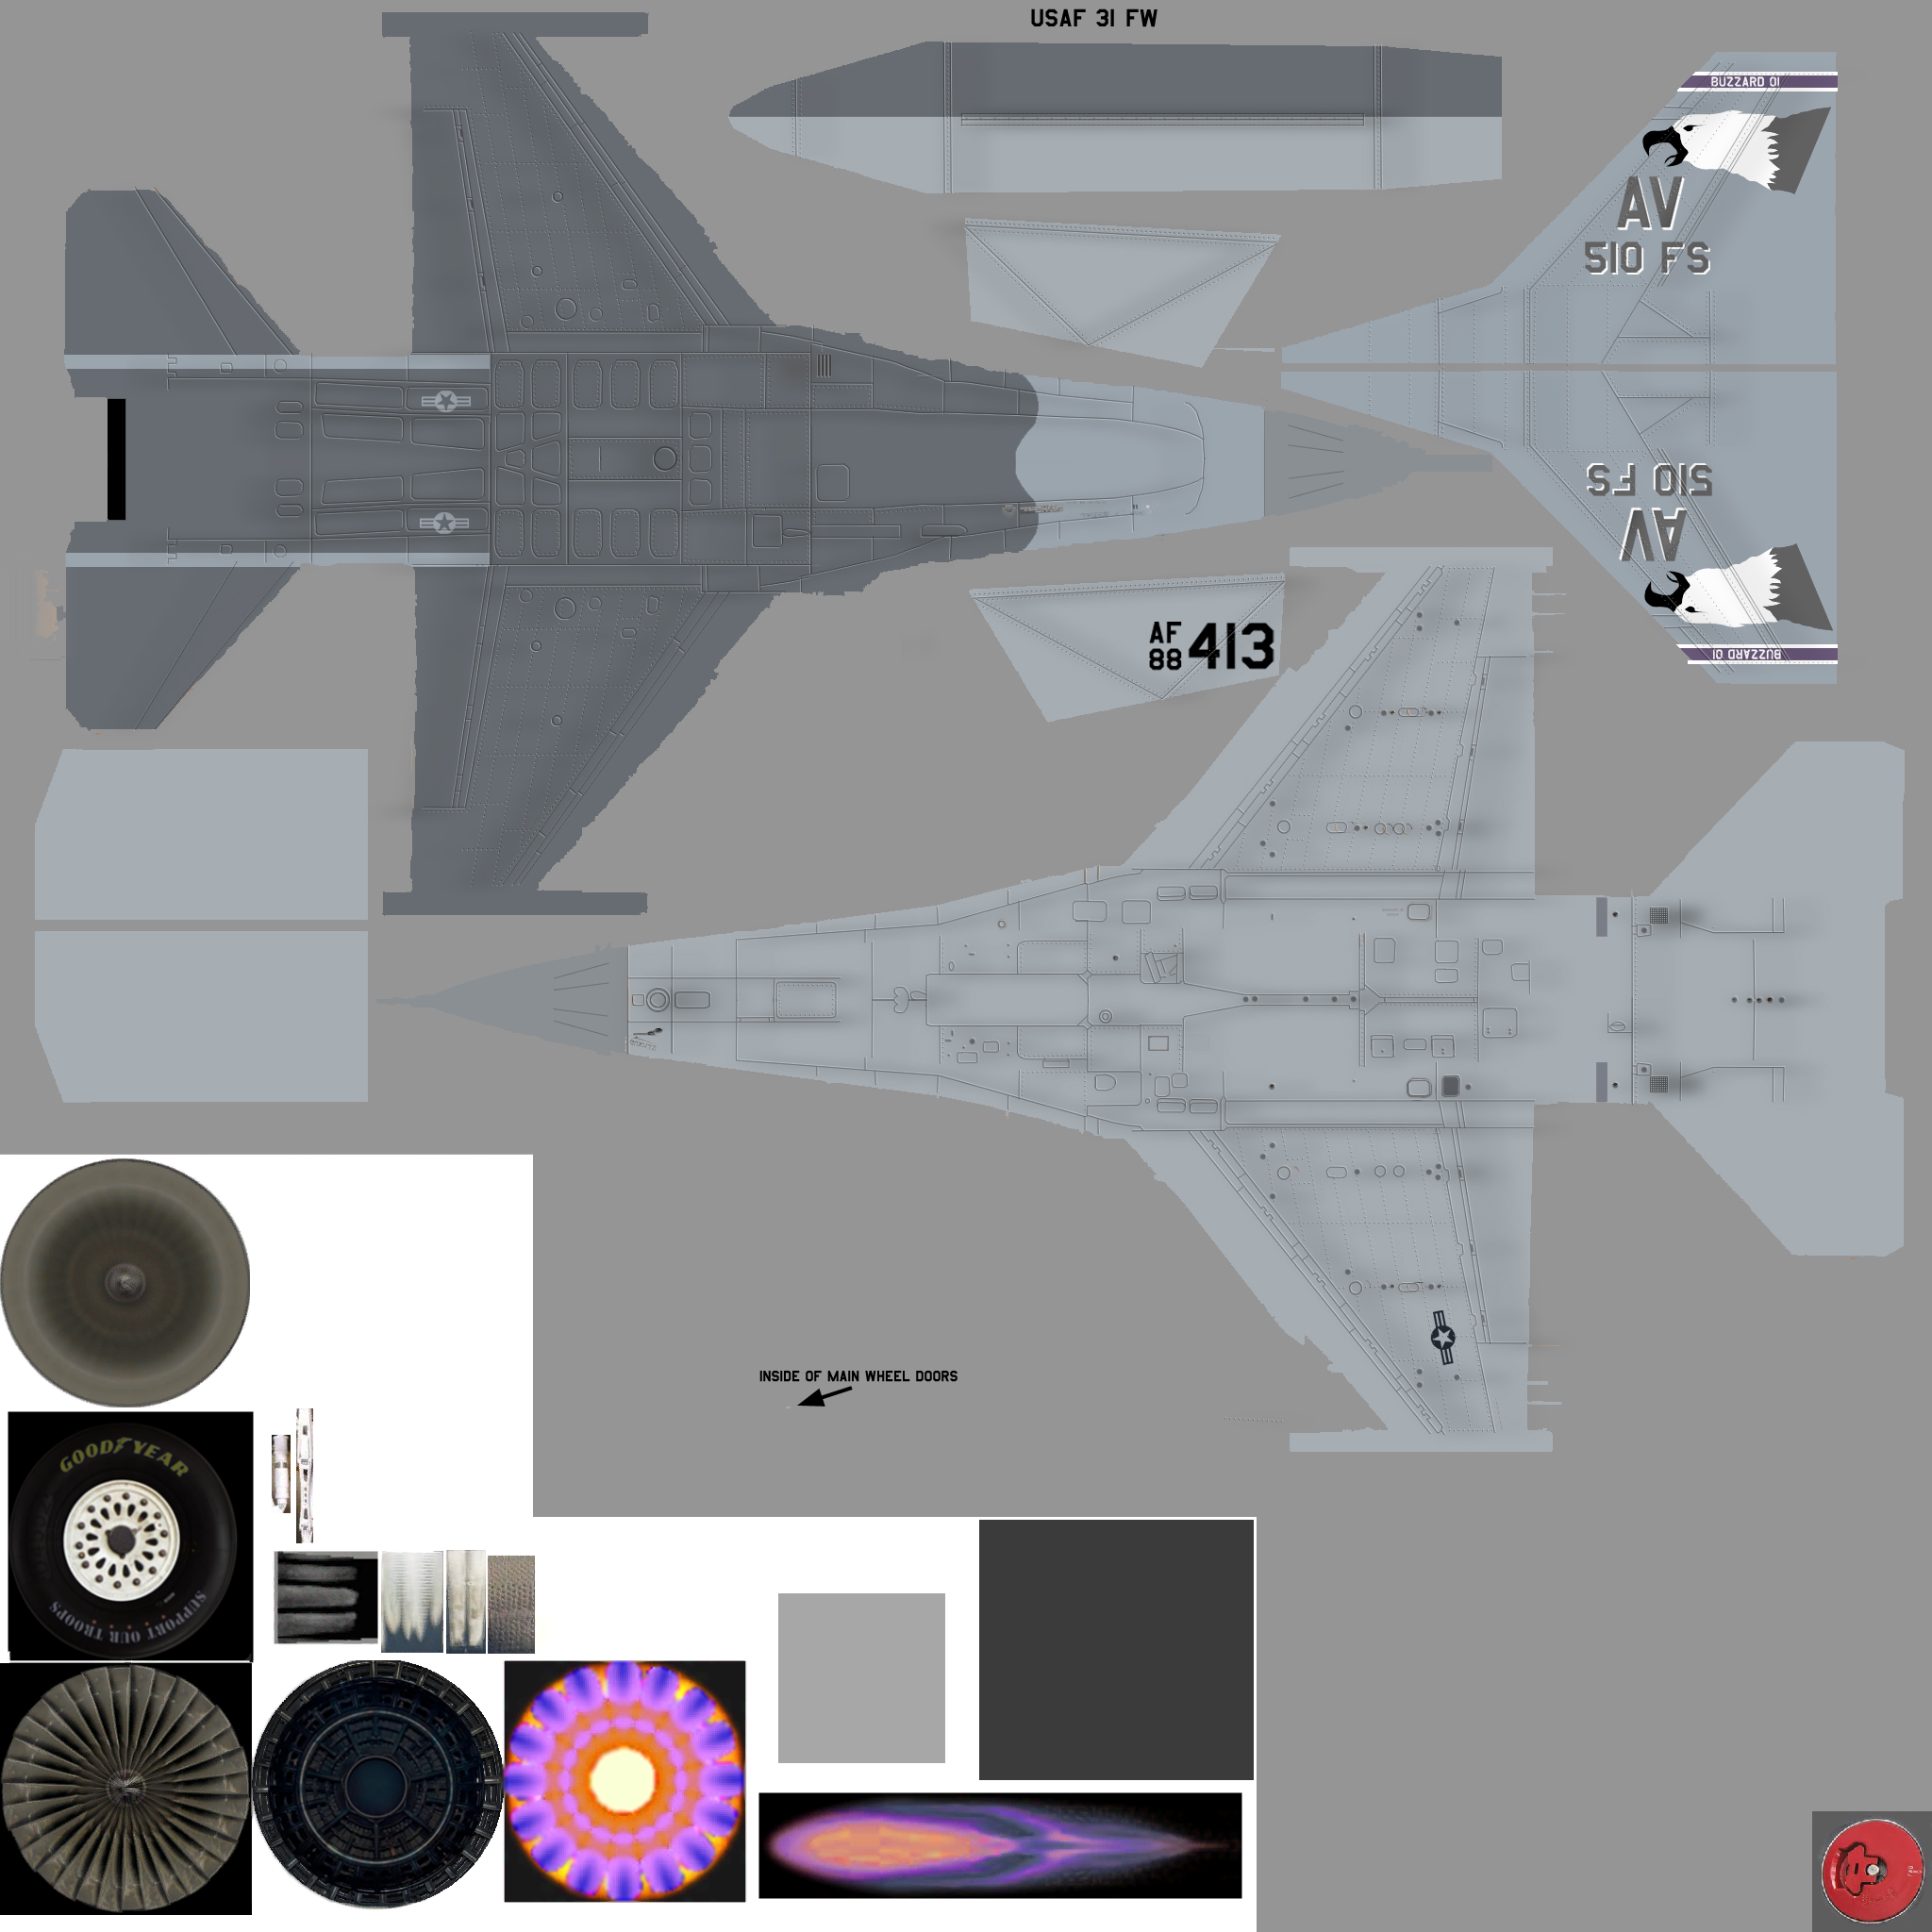 USAF 31 FW
BUZZARD 01
AV
510 FS
510 FS
AV
BUZZARD 01
AF
88
413
INSIDE OF MAIN WHEEL DOORS
GOODYEAR
SUPPORT OUR TROOPS